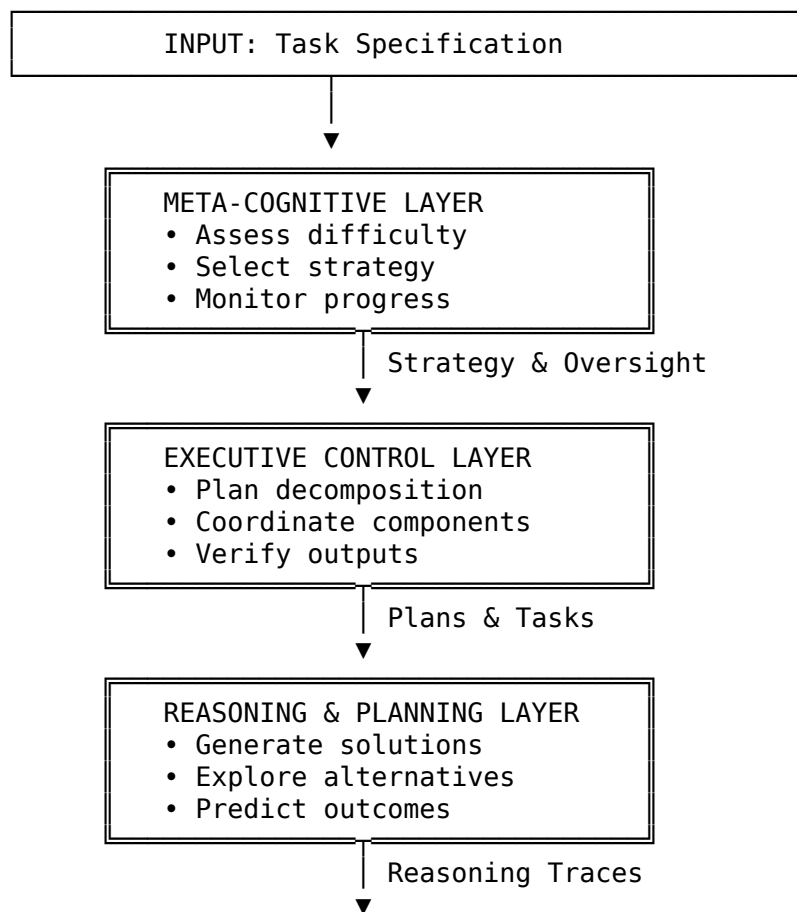 INPUT: Task Specification
META-COGNITIVE LAYER
• Assess difficulty
• Select strategy
• Monitor progress
Strategy & Oversight
EXECUTIVE CONTROL LAYER
• Plan decomposition
• Coordinate components
• Verify outputs
Plans & Tasks
REASONING & PLANNING LAYER
• Generate solutions
• Explore alternatives
• Predict outcomes
Reasoning Traces